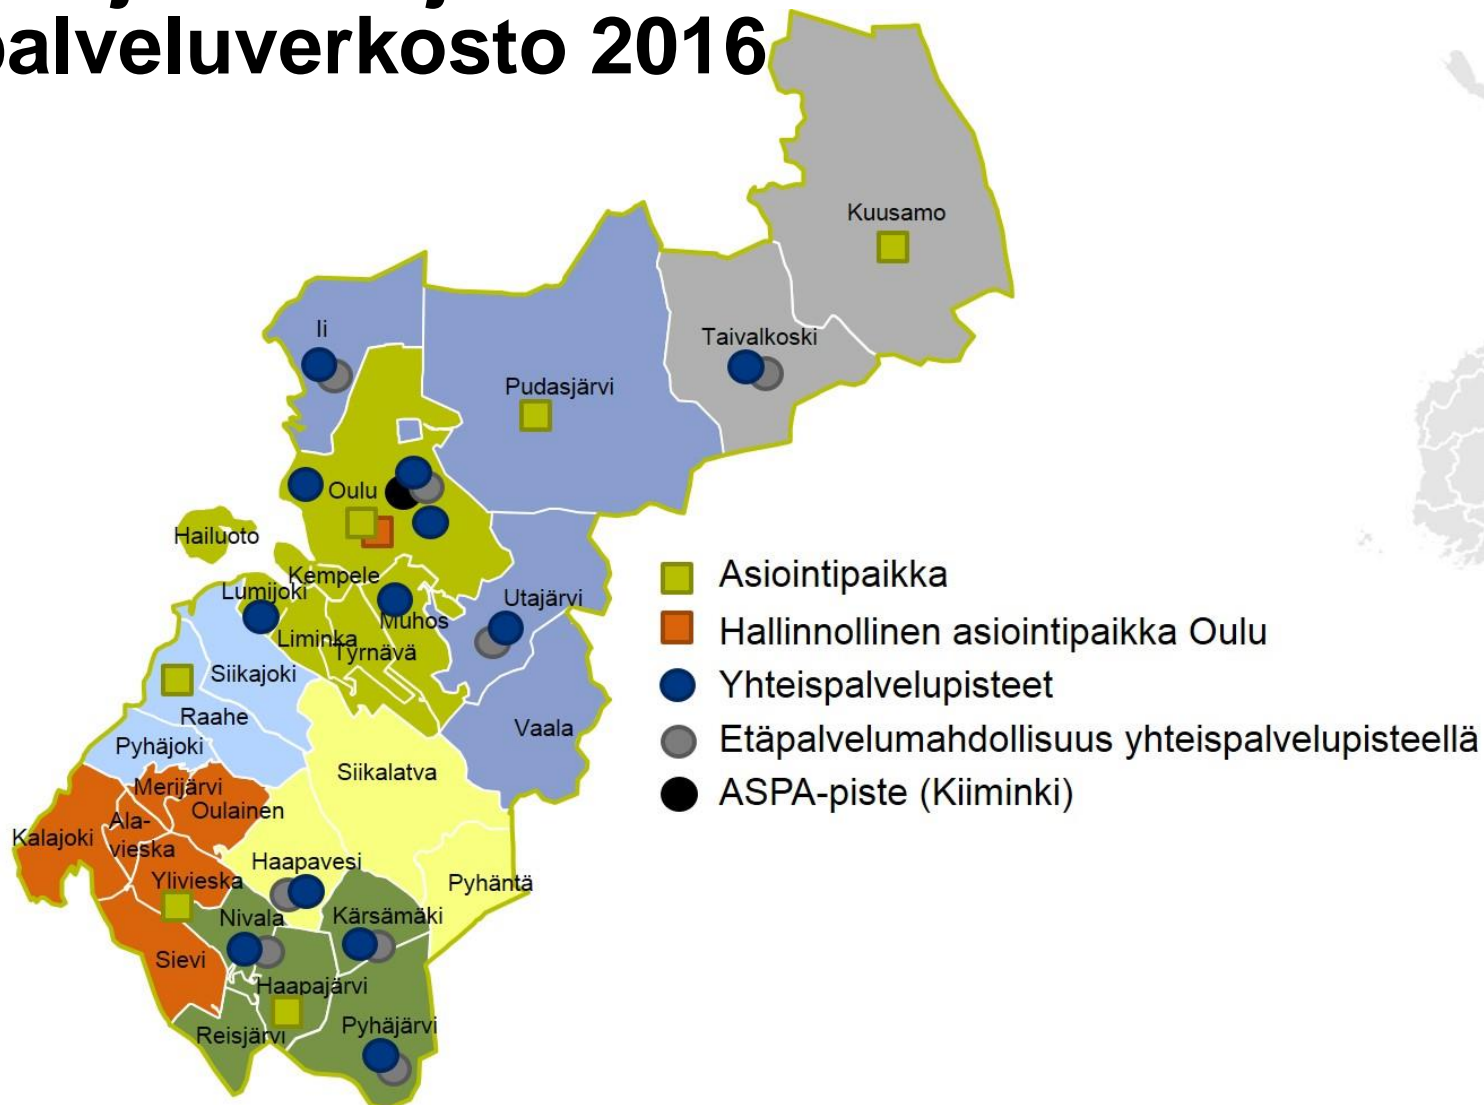 palveluverkosto 2016
Kuusamo
Ii
Taivalkoski
Pudasjärvi
Oulu
Hailuoto
Kempele
Lumijoki
Utajärvi
Muhos
Liminka
Tyrnävä
Siikajoki
Raahe
Vaala
Pyhäjoki
Siikalatva
Merijärvi
Oulainen
Ala-
vieska
Kalajoki
Haapavesi
Ylivieska
Pyhäntä
Nivala
Kärsämäki
Sievi
Haapajärvi
Reisjärvi
Pyhäjärvi
Asiointipaikka
Hallinnollinen asiointipaikka Oulu
Yhteispalvelupisteet
Etäpalvelumahdollisuus yhteispalvelupisteellä
ASPA-piste (Kiiminki)